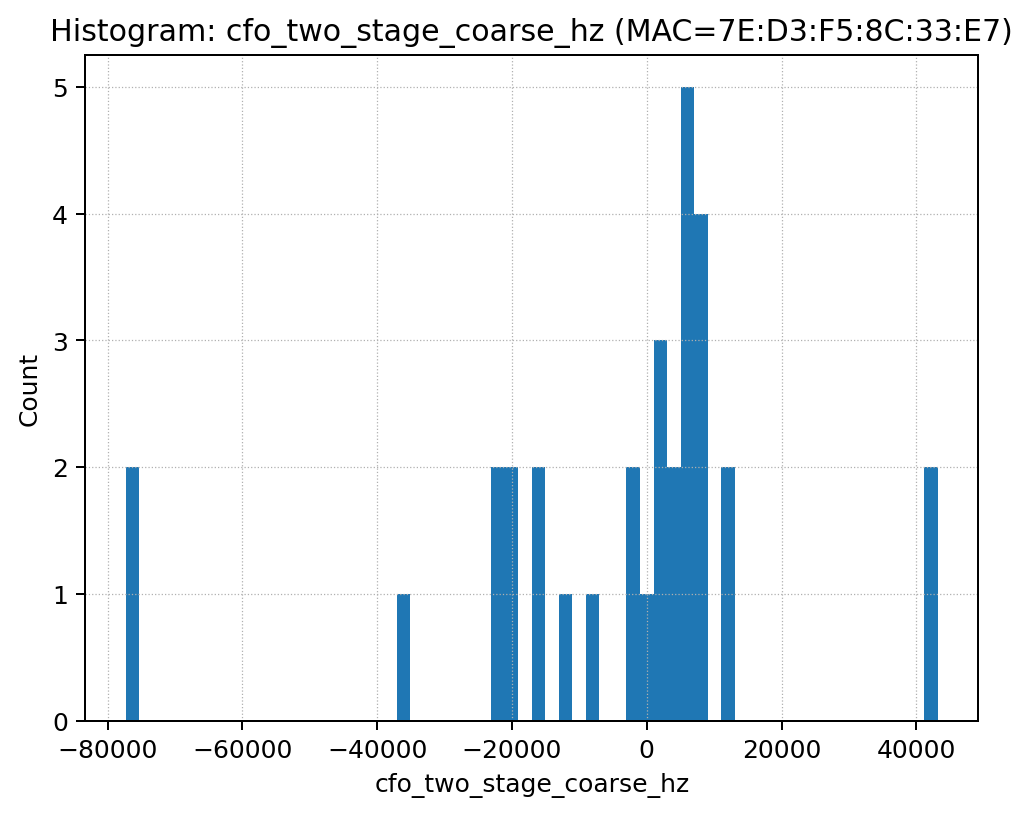 Histogram: cfo_two_stage_coarse_hz (MAC=7E:D3:F5:8C:33:E7)
5
4
3
2
1
0
Count
−80000 −60000 −40000 −20000 0 20000 40000
cfo_two_stage_coarse_hz